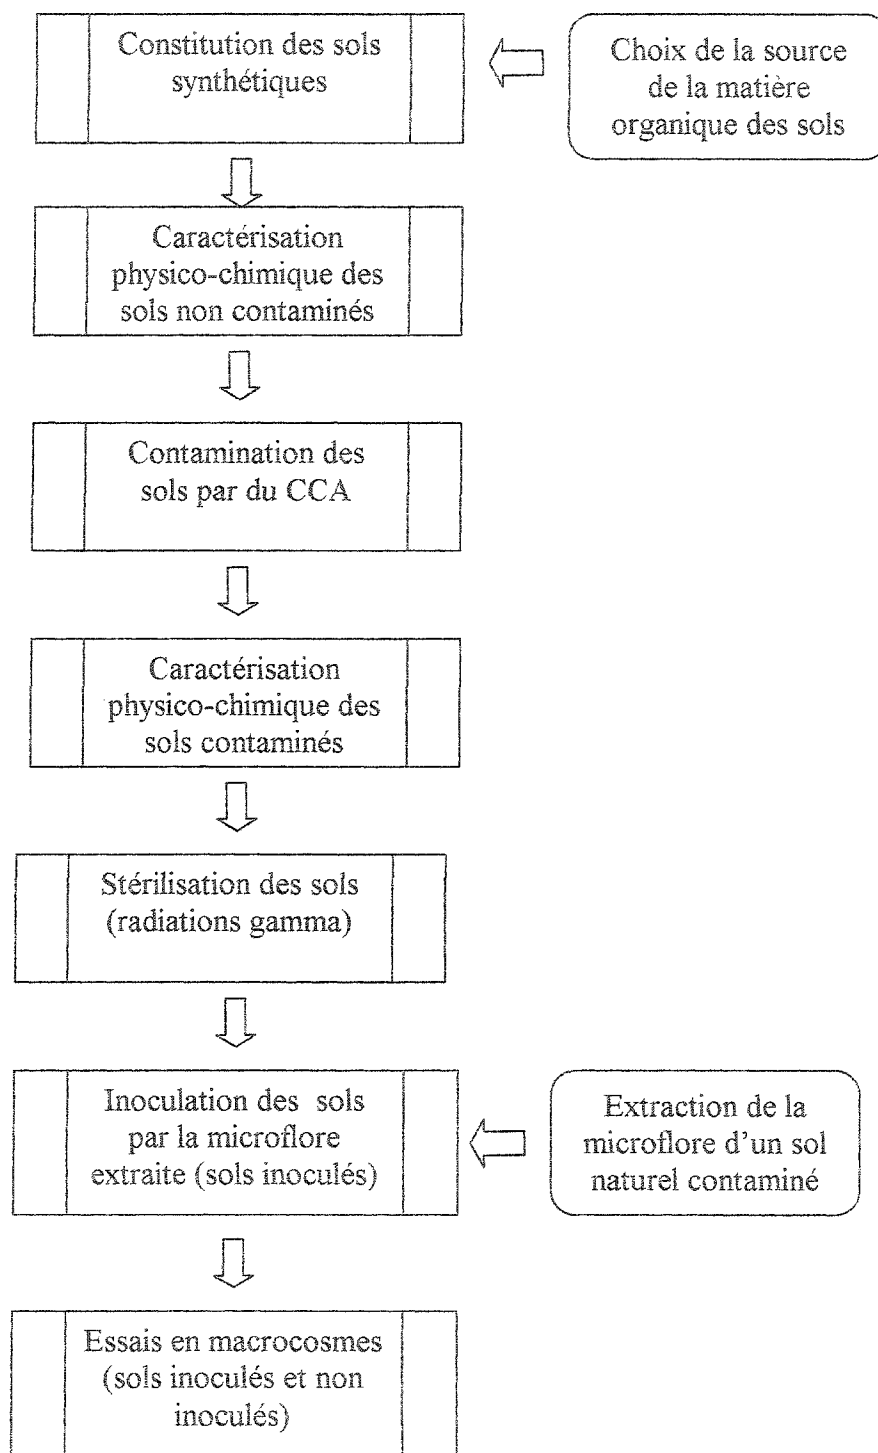 Constitution des sols
synthétiques
Choix de la source
de la matière
organique des sols
Caractérisation
physico-chimique des
sols non contaminés
Contamination des
sols par du CCA
Caractérisation
physico-chimique des
sols contaminés
Stérilisation des sols
(radiations gamma)
Inoculation des sols
par la microflore
extraite (sols inoculés)
Extraction de la
microflore d'un sol
naturel contaminé
Essais en macrocosmes
(sols inoculés et non
inoculés)